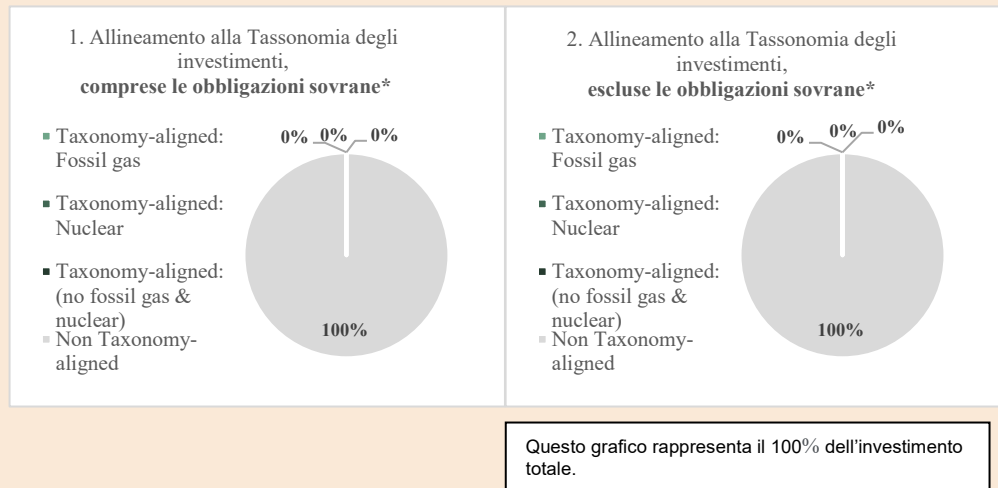 1. Allineamento alla Tassonomia degli
investimenti,
comprese le obbligazioni sovrane*
Taxonomy-aligned:
Fossil gas
Taxonomy-aligned:
Nuclear
Taxonomy-aligned:
(no fossil gas &
nuclear)
Non Taxonomy-
aligned
0% 0% 0%
100%
2. Allineamento alla Tassonomia degli
investimenti,
escluse le obbligazioni sovrane*
Taxonomy-aligned:
Fossil gas
Taxonomy-aligned:
Nuclear
Taxonomy-aligned:
(no fossil gas &
nuclear)
Non Taxonomy-
aligned
0% 0% 0%
100%
Questo grafico rappresenta il 100% dell'investimento
totale.